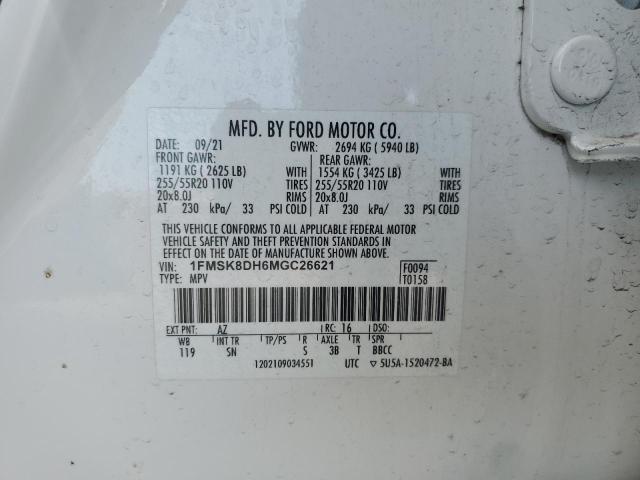 MFD. BY FORD MOTOR CO.
DATE: 09/21 GVWR: 2694 KG ( 5940 LB)
FRONT GAWR: REAR GAWR:
1191 KG ( 2625 LB) WITH 1554 KG ( 3425 LB) WITH
255/55R20 110V TIRES 255/55R20 110V TIRES
20x8.0J RIMS 20x8.0J RIMS
AT 230 kPa/ 33 PSI COLD AT 230 kPa/ 33 PSI COLD
THIS VEHICLE CONFORMS TO ALL APPLICABLE FEDERAL MOTOR
VEHICLE SAFETY AND THEFT PREVENTION STANDARDS IN
EFFECT ON THE DATE OF MANUFACTURE SHOWN ABOVE.
VIN: 1FMSK8DH6MGC26621 F0094
TYPE: MPV T0158
EXT PNT: AZ RC: 16 DSO:
WB INT TR TP/PS R AXLE TR SPR
119 SN S 3B T BBCC
1202109034551 UTC ▽ 5U5A-1520472-BA